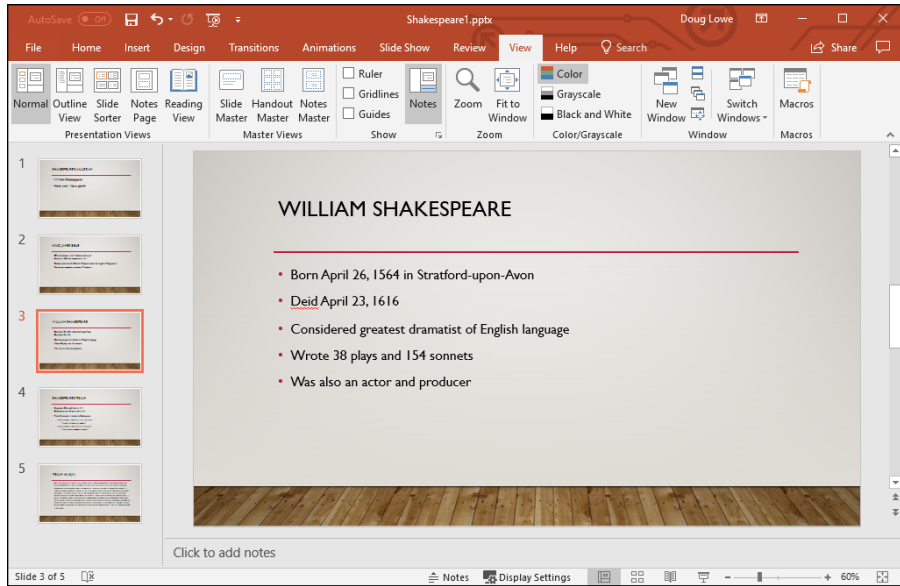 AutoSave Off Shakespeare1.pptx Doug Lowe
File Home Insert Design Transitions Animations Slide Show Review View Help Search Share
Normal Outline View Slide Sorter Notes Page Reading View
Presentation Views
Slide Master Handout Master Notes Master
Master Views
Ruler
Gridlines
Guides
Notes
Show
Zoom Fit to Window
Zoom
Color
Grayscale
Black and White
Color/Grayscale
New Window Switch Windows
Window
Macros
Macros
1
2
3
4
5
WILLIAM SHAKESPEARE
• Born April 26, 1564 in Stratford-upon-Avon
• Deid April 23, 1616
• Considered greatest dramatist of English language
• Wrote 38 plays and 154 sonnets
• Was also an actor and producer
Click to add notes
Slide 3 of 5 Notes Display Settings 60%